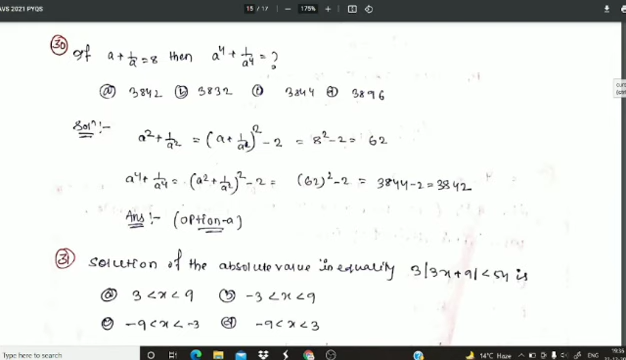 AVS 2021 PYQS 15 / 17 175%
30 If a + 1/a = 8 then a⁴ + 1/a⁴ = ?
a 3842 b 3832 c 3844 d 3896
Solⁿ:-
a² + 1/a² = (a + 1/a)² - 2 = 8² - 2 = 62
a⁴ + 1/a⁴ = (a² + 1/a²)² - 2 = (62)² - 2 = 3844 - 2 = 3842
Ans:- (option-a)
31 Solution of the absolute value inequality 3|3x + 9| < 54 is
a 3 < x < 9 b -3 < x < 9
c -9 < x < -3 d -9 < x < 3
Type here to search 14°C Haze